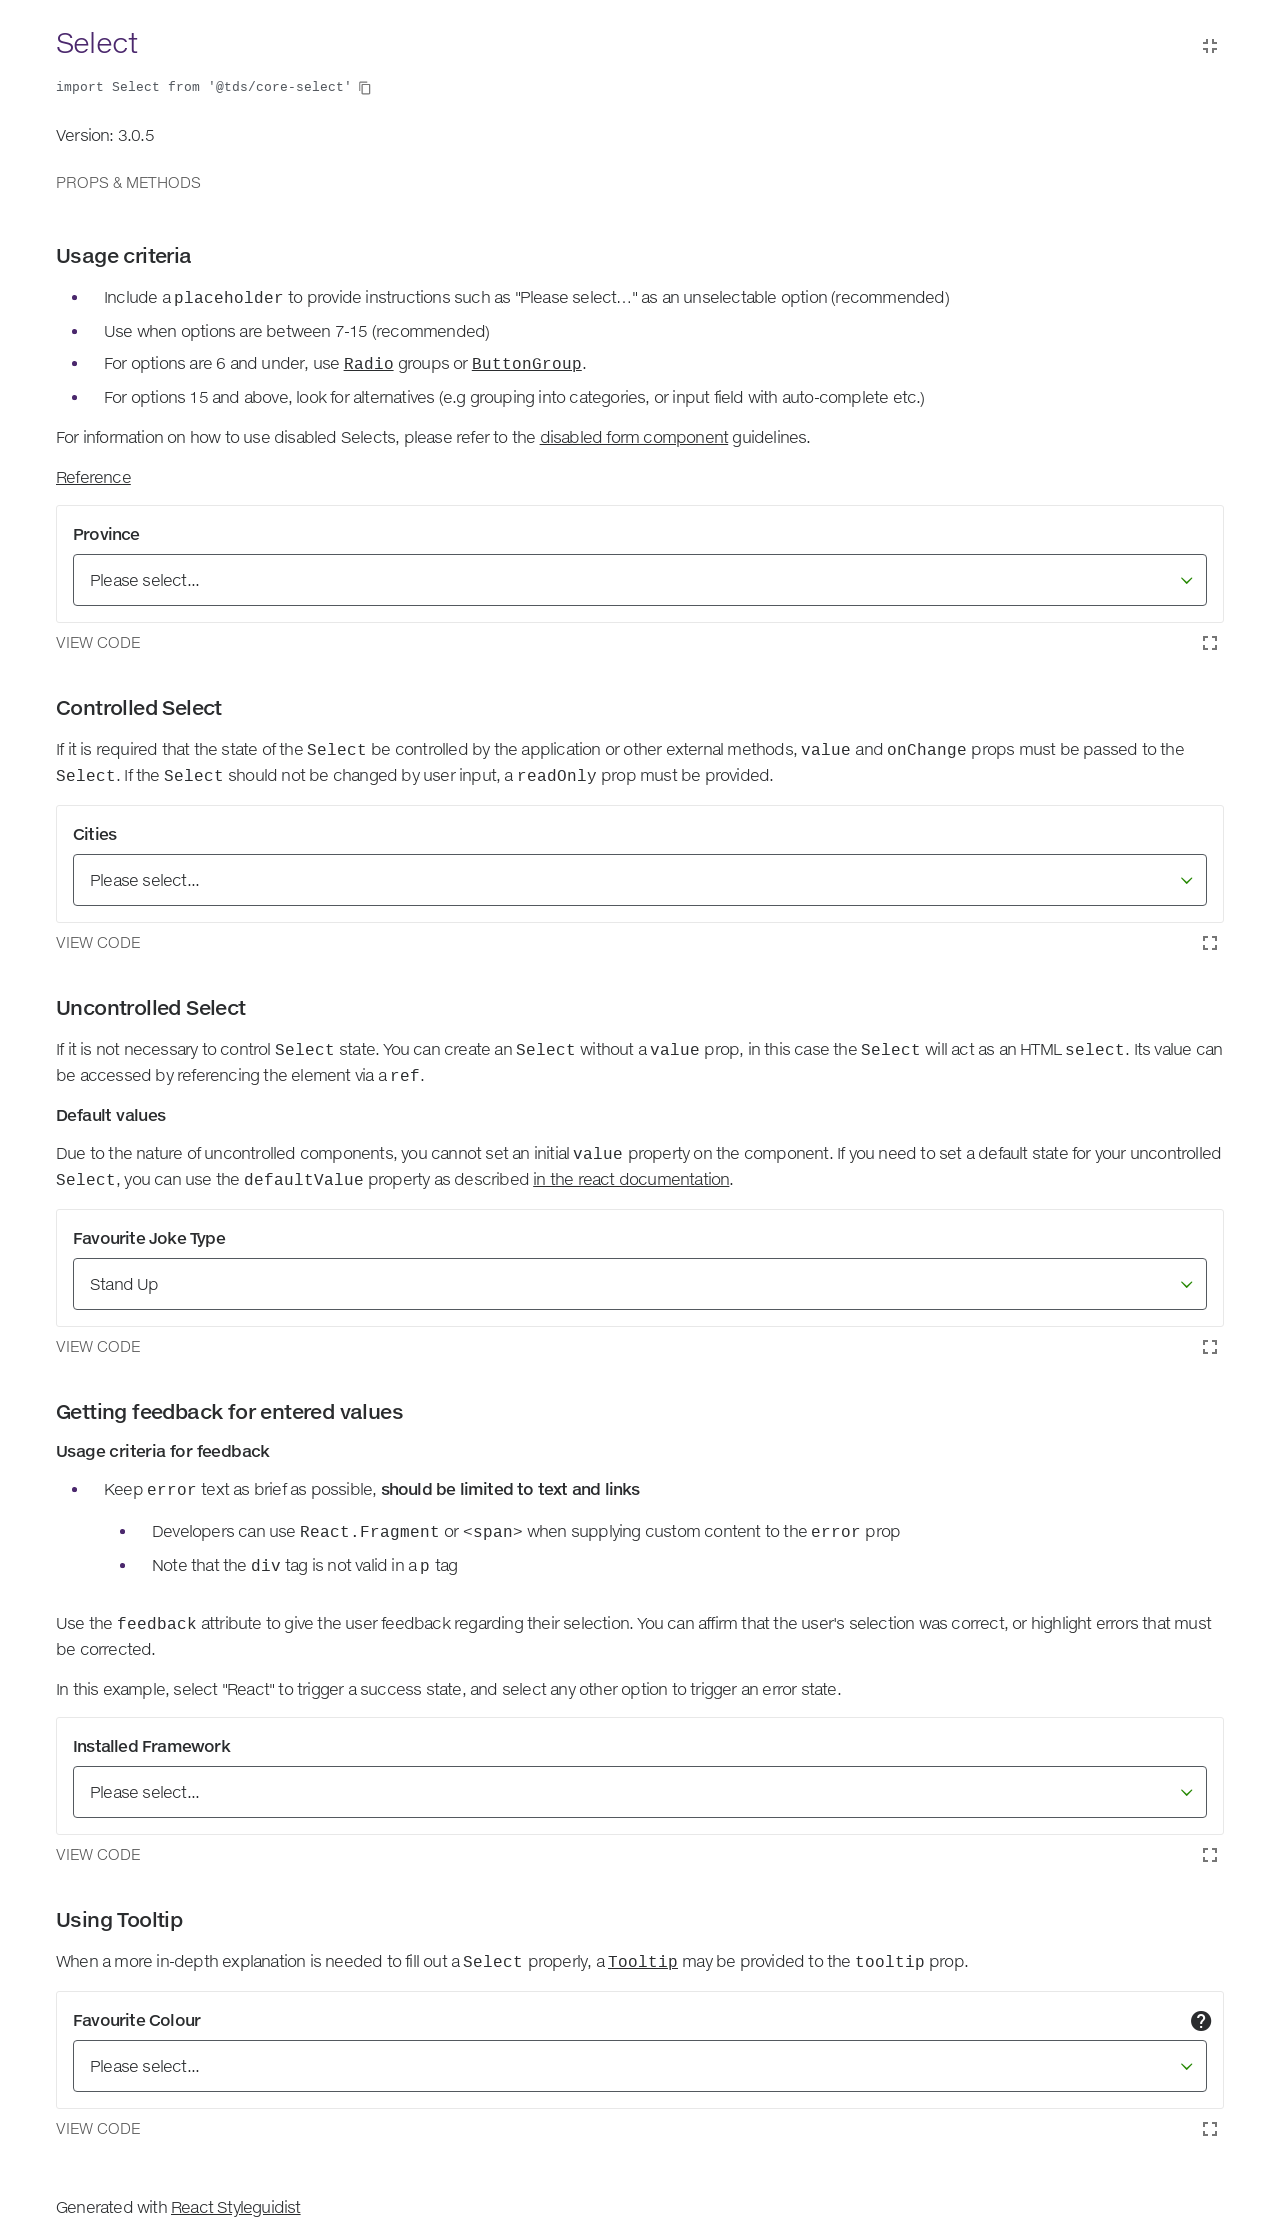 Select
import Select from '@tds/core-select'
Version: 3.0.5
PROPS & METHODS
Usage criteria
Include a placeholder to provide instructions such as "Please select..." as an unselectable option (recommended)
Use when options are between 7-15 (recommended)
For options are 6 and under, use Radio groups or ButtonGroup.
For options 15 and above, look for alternatives (e.g grouping into categories, or input field with auto-complete etc.)
For information on how to use disabled Selects, please refer to the disabled form component guidelines.
Reference
Province
Please select...
VIEW CODE
Controlled Select
If it is required that the state of the Select be controlled by the application or other external methods, value and onChange props must be passed to the
Select. If the Select should not be changed by user input, a readOnly prop must be provided.
Cities
Please select...
VIEW CODE
Uncontrolled Select
If it is not necessary to control Select state. You can create an Select without a value prop, in this case the Select will act as an HTML select. Its value can
be accessed by referencing the element via a ref.
Default values
Due to the nature of uncontrolled components, you cannot set an initial value property on the component. If you need to set a default state for your uncontrolled
Select, you can use the defaultValue property as described in the react documentation.
Favourite Joke Type
Stand Up
VIEW CODE
Getting feedback for entered values
Usage criteria for feedback
Keep error text as brief as possible, should be limited to text and links
Developers can use React.Fragment or <span> when supplying custom content to the error prop
Note that the div tag is not valid in a p tag
Use the feedback attribute to give the user feedback regarding their selection. You can affirm that the user's selection was correct, or highlight errors that must
be corrected.
In this example, select "React" to trigger a success state, and select any other option to trigger an error state.
Installed Framework
Please select...
VIEW CODE
Using Tooltip
When a more in-depth explanation is needed to fill out a Select properly, a Tooltip may be provided to the tooltip prop.
Favourite Colour
Please select...
VIEW CODE
Generated with React Styleguidist